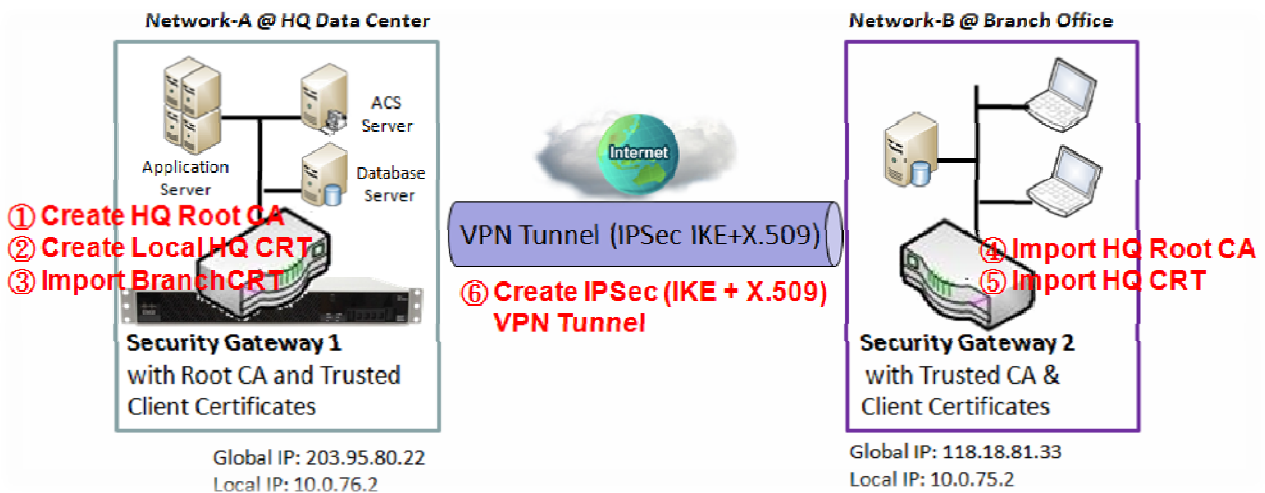 Network-A @ HQ Data Center
Network-B @ Branch Office
ACS
Server
Application
Server
Database
Server
① Create HQ Root CA
② Create Local HQ CRT
③ Import BranchCRT
Security Gateway 1
with Root CA and Trusted
Client Certificates
Global IP: 203.95.80.22
Local IP: 10.0.76.2
Internet
VPN Tunnel (IPSec IKE+X.509)
⑥ Create IPSec (IKE + X.509)
VPN Tunnel
④ Import HQ Root CA
⑤ Import HQ CRT
Security Gateway 2
with Trusted CA &
Client Certificates
Global IP: 118.18.81.33
Local IP: 10.0.75.2